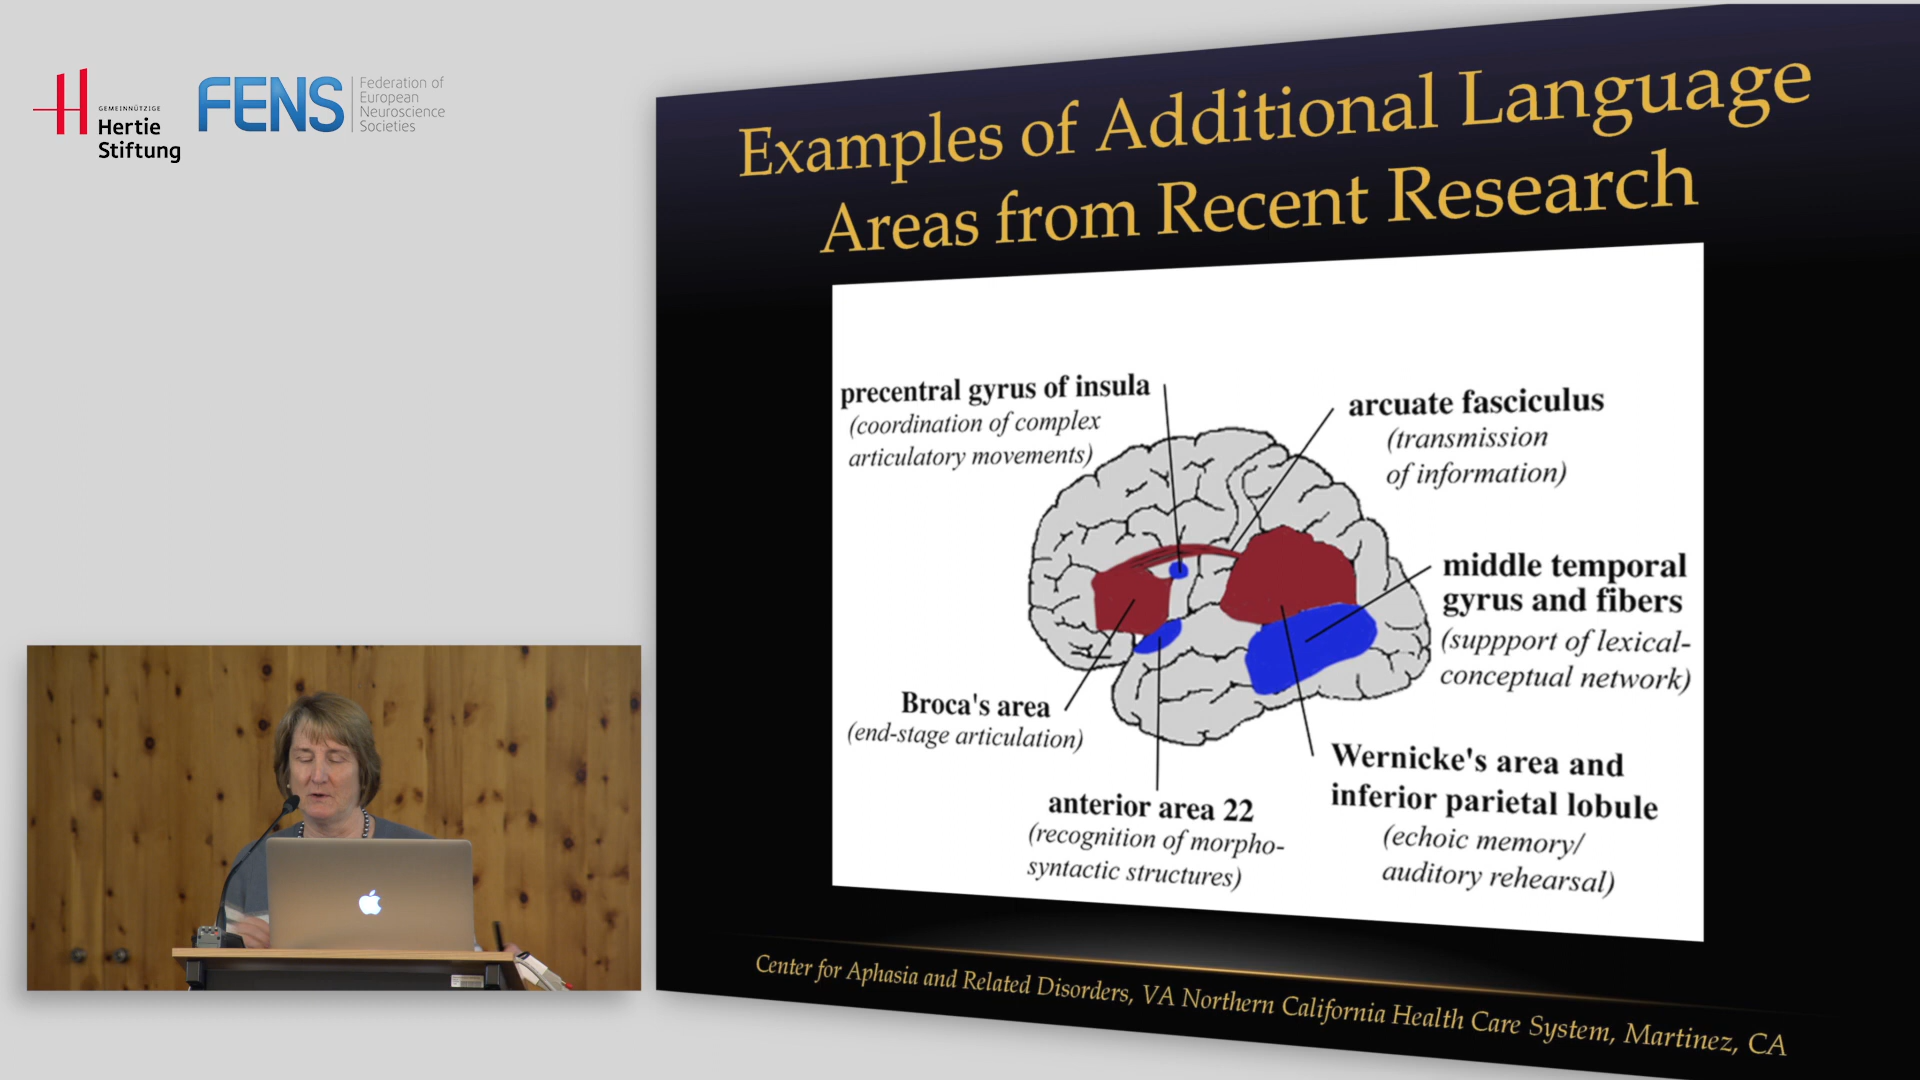 GEMEINNÜTZIGE
Hertie
Stiftung
FENS
Federation of
European
Neuroscience
Societies
Examples of Additional Language
Areas from Recent Research
precentral gyrus of insula
(coordination of complex
articulatory movements)
arcuate fasciculus
(transmission
of information)
middle temporal
gyrus and fibers
(suppport of lexical-
conceptual network)
Broca's area
(end-stage articulation)
anterior area 22
(recognition of morpho-
syntactic structures)
Wernicke's area and
inferior parietal lobule
(echoic memory/
auditory rehearsal)
Center for Aphasia and Related Disorders, VA Northern California Health Care System, Martinez, CA